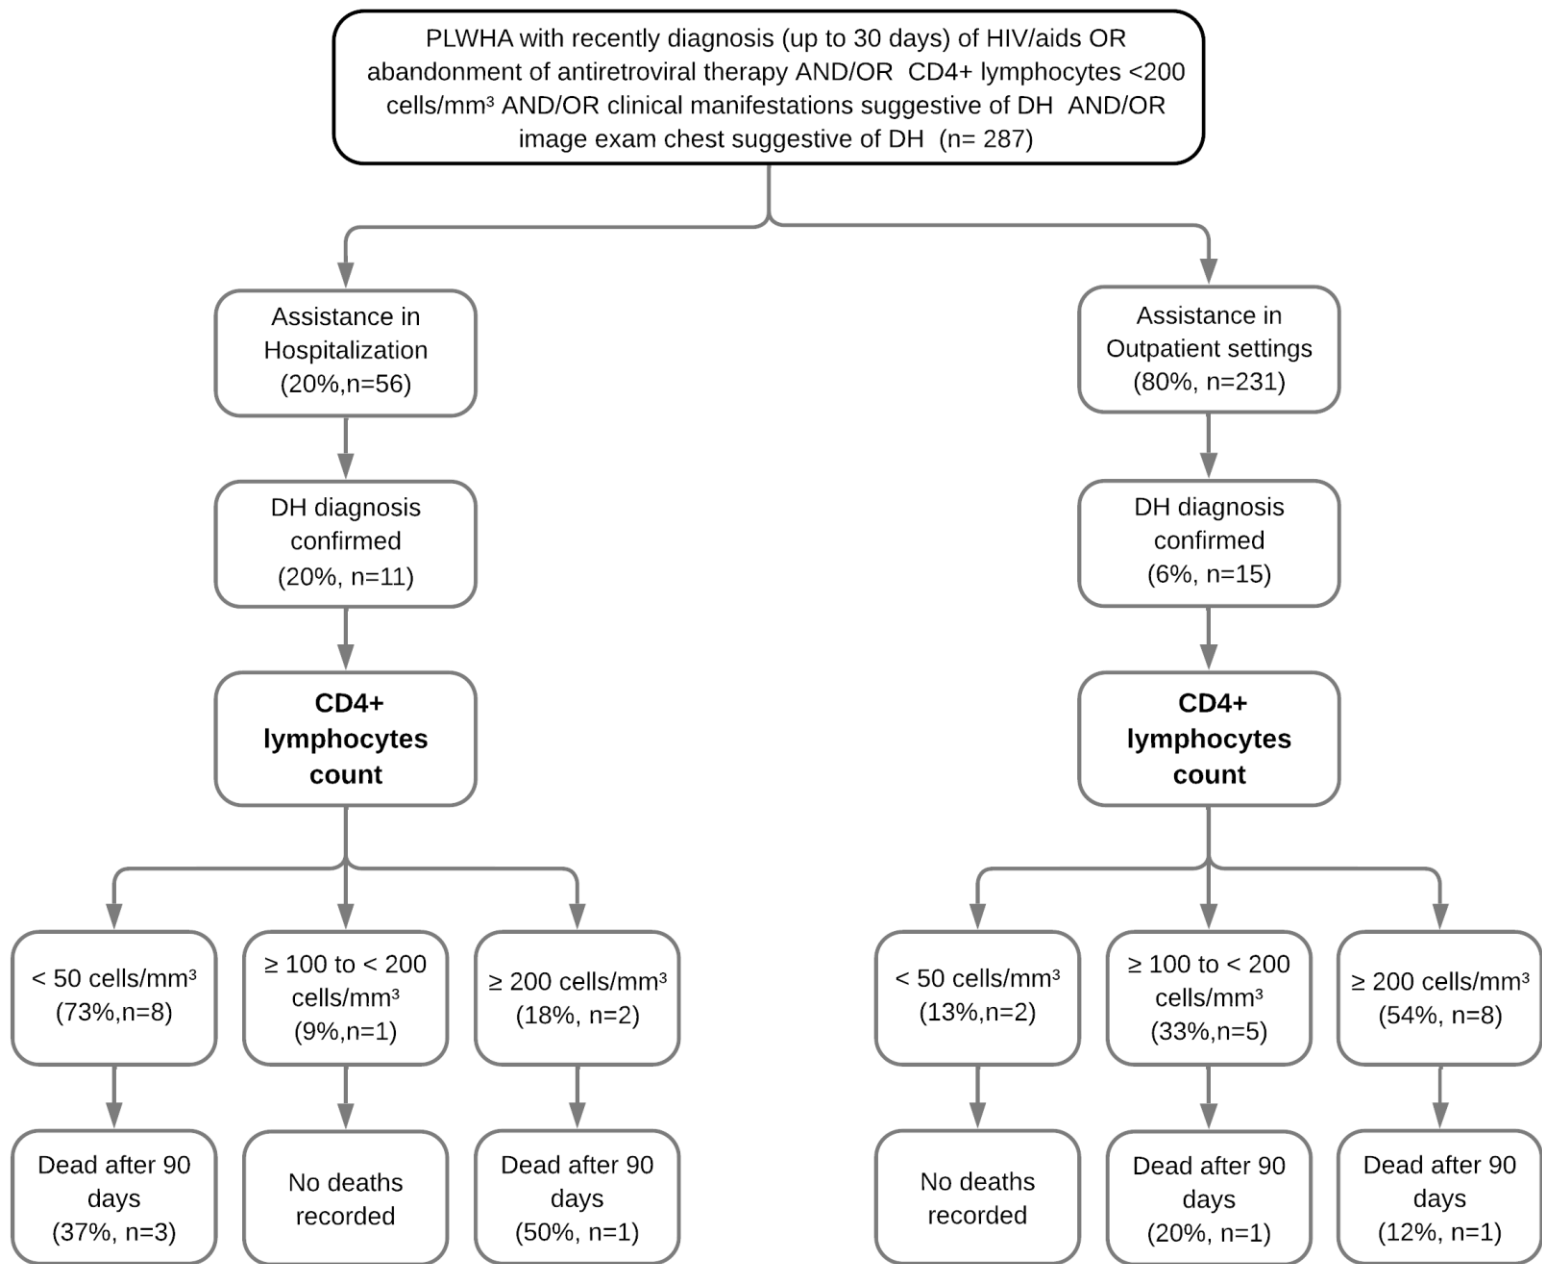 PLWHA with recently diagnosis (up to 30 days) of HIV/aids OR
abandonment of antiretroviral therapy AND/OR CD4+ lymphocytes <200
cells/mm³ AND/OR clinical manifestations suggestive of DH AND/OR
image exam chest suggestive of DH (n= 287)
Assistance in
Hospitalization
(20%,n=56)
Assistance in
Outpatient settings
(80%, n=231)
DH diagnosis
confirmed
(20%, n=11)
DH diagnosis
confirmed
(6%, n=15)
CD4+
lymphocytes
count
CD4+
lymphocytes
count
< 50 cells/mm³
(73%,n=8)
≥ 100 to < 200
cells/mm³
(9%,n=1)
≥ 200 cells/mm³
(18%, n=2)
< 50 cells/mm³
(13%,n=2)
≥ 100 to < 200
cells/mm³
(33%,n=5)
≥ 200 cells/mm³
(54%, n=8)
Dead after 90
days
(37%, n=3)
No deaths
recorded
Dead after 90
days
(50%, n=1)
No deaths
recorded
Dead after 90
days
(20%, n=1)
Dead after 90
days
(12%, n=1)